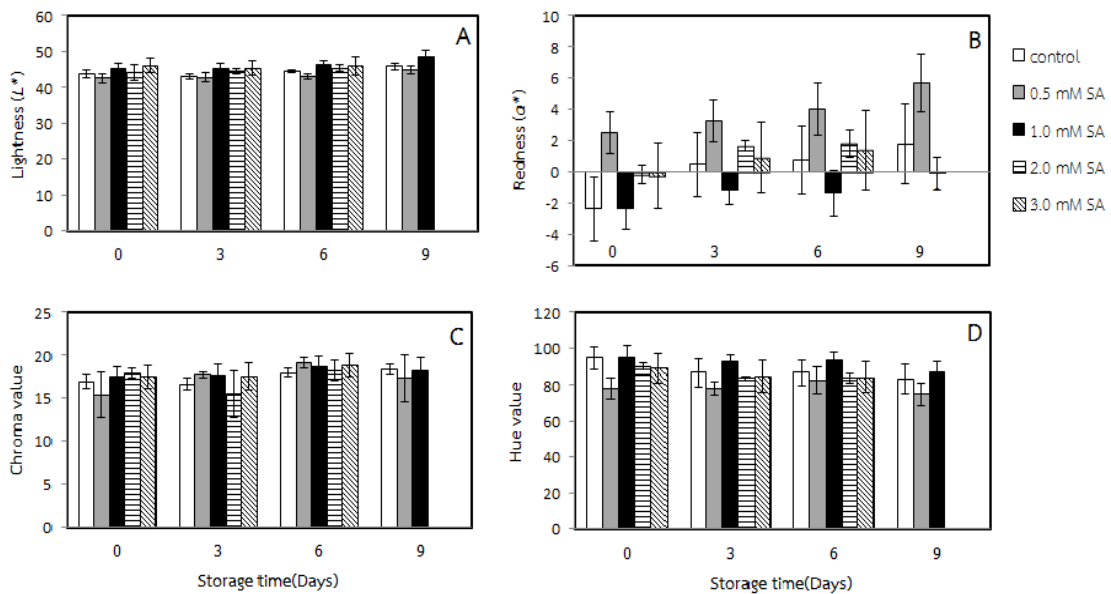 A
Lightness (L*)
60
50
40
30
20
10
0
0 3 6 9
B
Redness (a*)
10
8
6
4
2
0
-2
-4
-6
0 3 6 9
control
0.5 mM SA
1.0 mM SA
2.0 mM SA
3.0 mM SA
C
Chroma value
25
20
15
10
5
0
0 3 6 9
Storage time(Days)
D
Hue value
120
100
80
60
40
20
0
0 3 6 9
Storage time(Days)